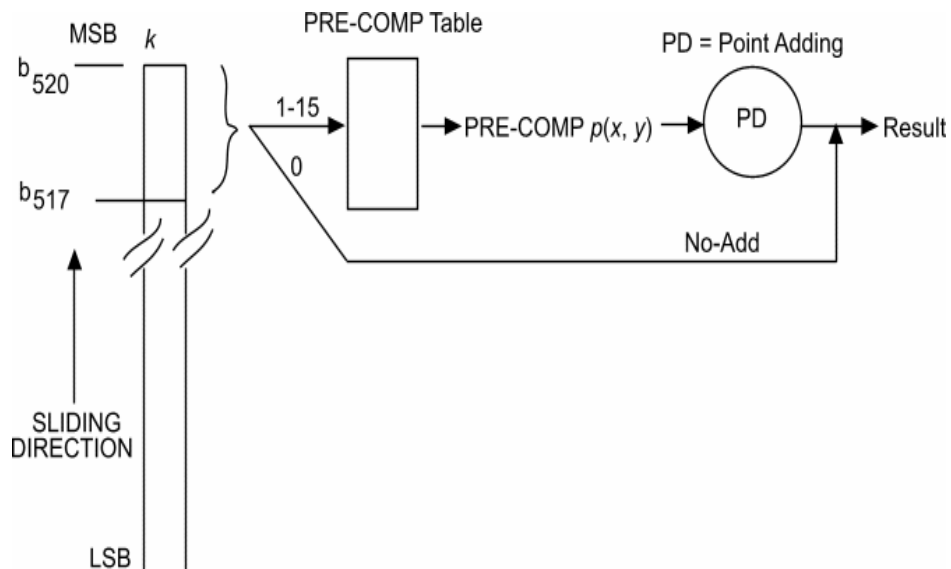 PRE-COMP Table
MSB k
PD = Point Adding
b520
1-15
PRE-COMP p(x, y)
PD
Result
0
b517
No-Add
SLIDING
DIRECTION
LSB